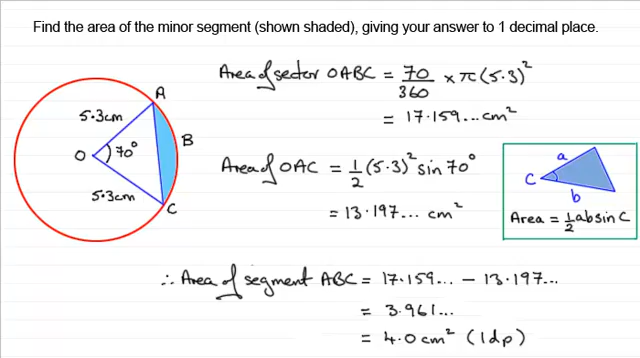 Find the area of the minor segment (shown shaded), giving your answer to 1 decimal place.
Area of sector OABC = 70/360 × π(5.3)²
= 17.159... cm²
A
5.3cm
B
O 70°
5.3cm
C
Area of OAC = 1/2 (5.3)² sin 70°
= 13.197... cm²
a
C
b
Area = 1/2 ab sin C
∴ Area of segment ABC = 17.159... − 13.197...
= 3.961...
= 4.0 cm² (1dp)